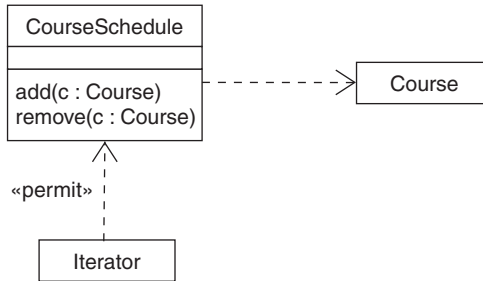 CourseSchedule
add(c : Course)
remove(c : Course)
Course
«permit»
Iterator